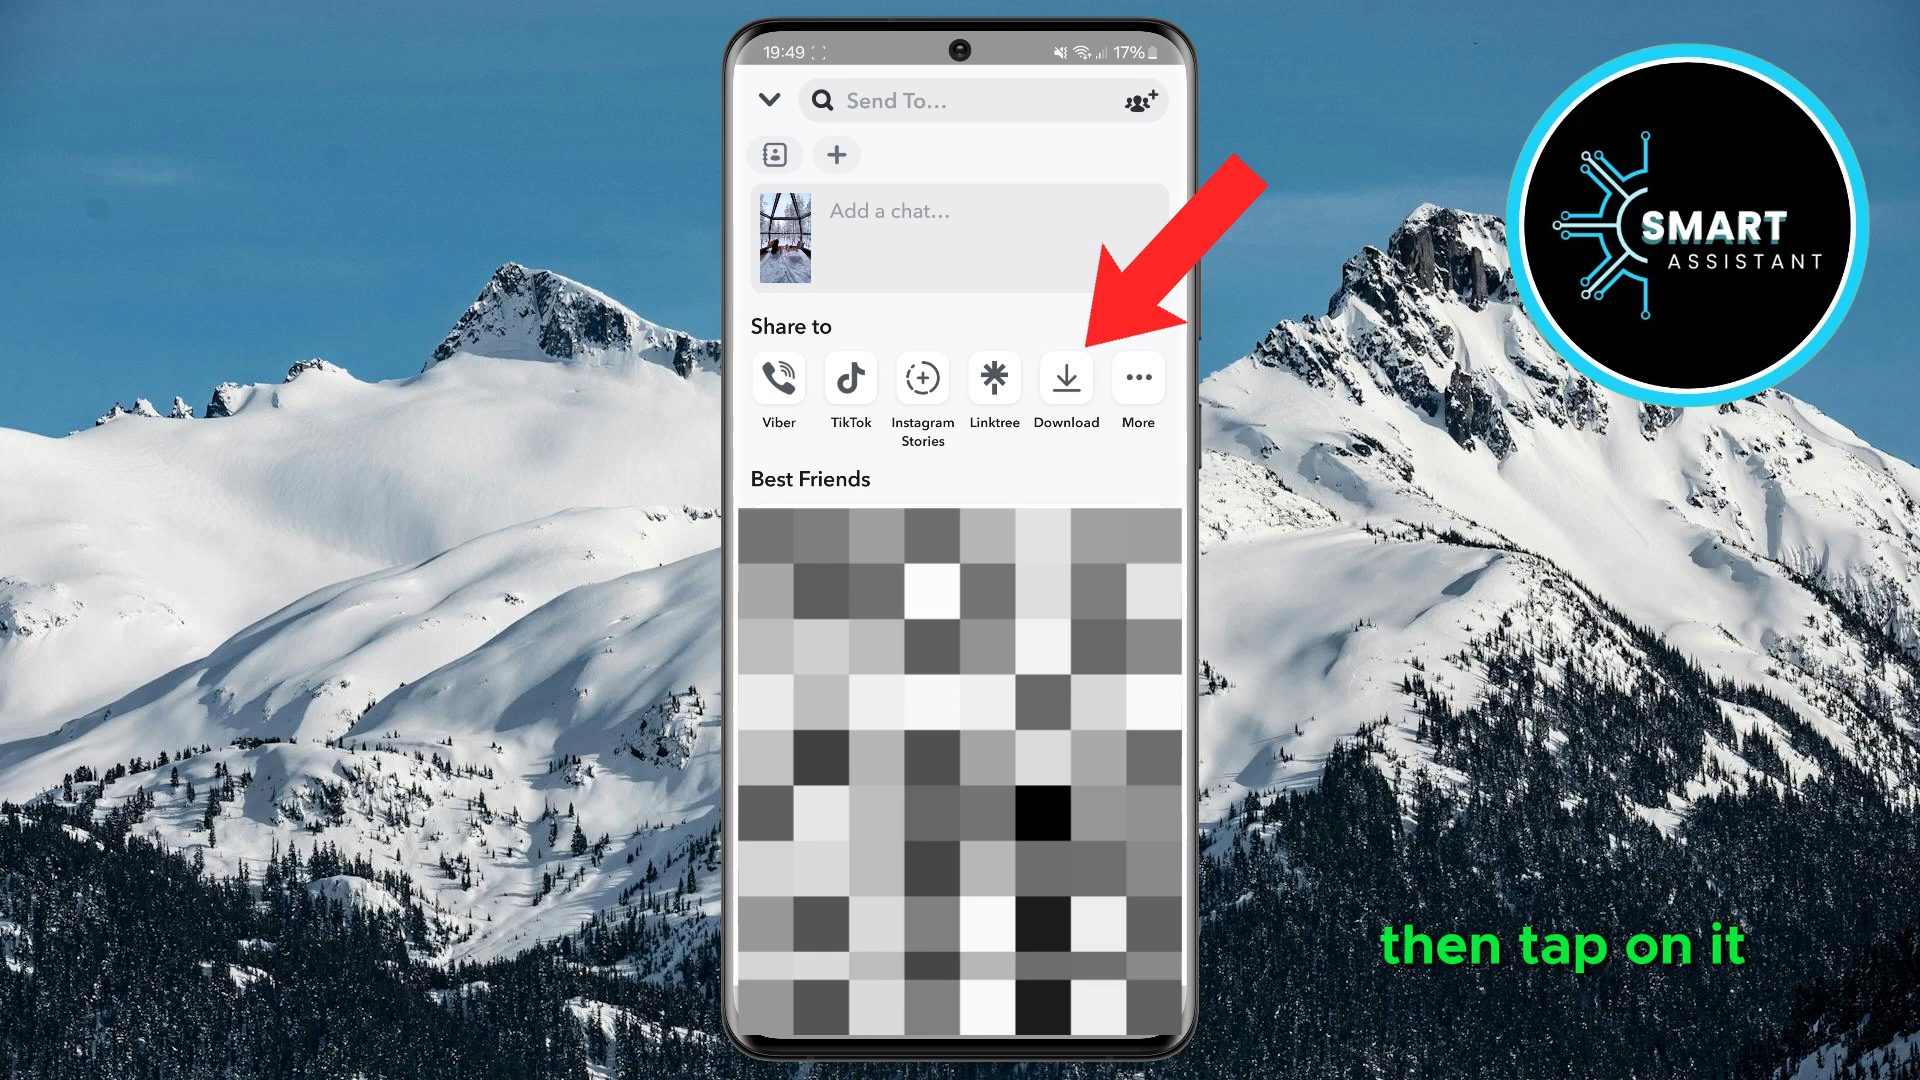 19:49
17%
Send To...
Add a chat...
Share to
Viber
TikTok
Instagram
Stories
Linktree
Download
More
Best Friends
SMART
ASSISTANT
then tap on it